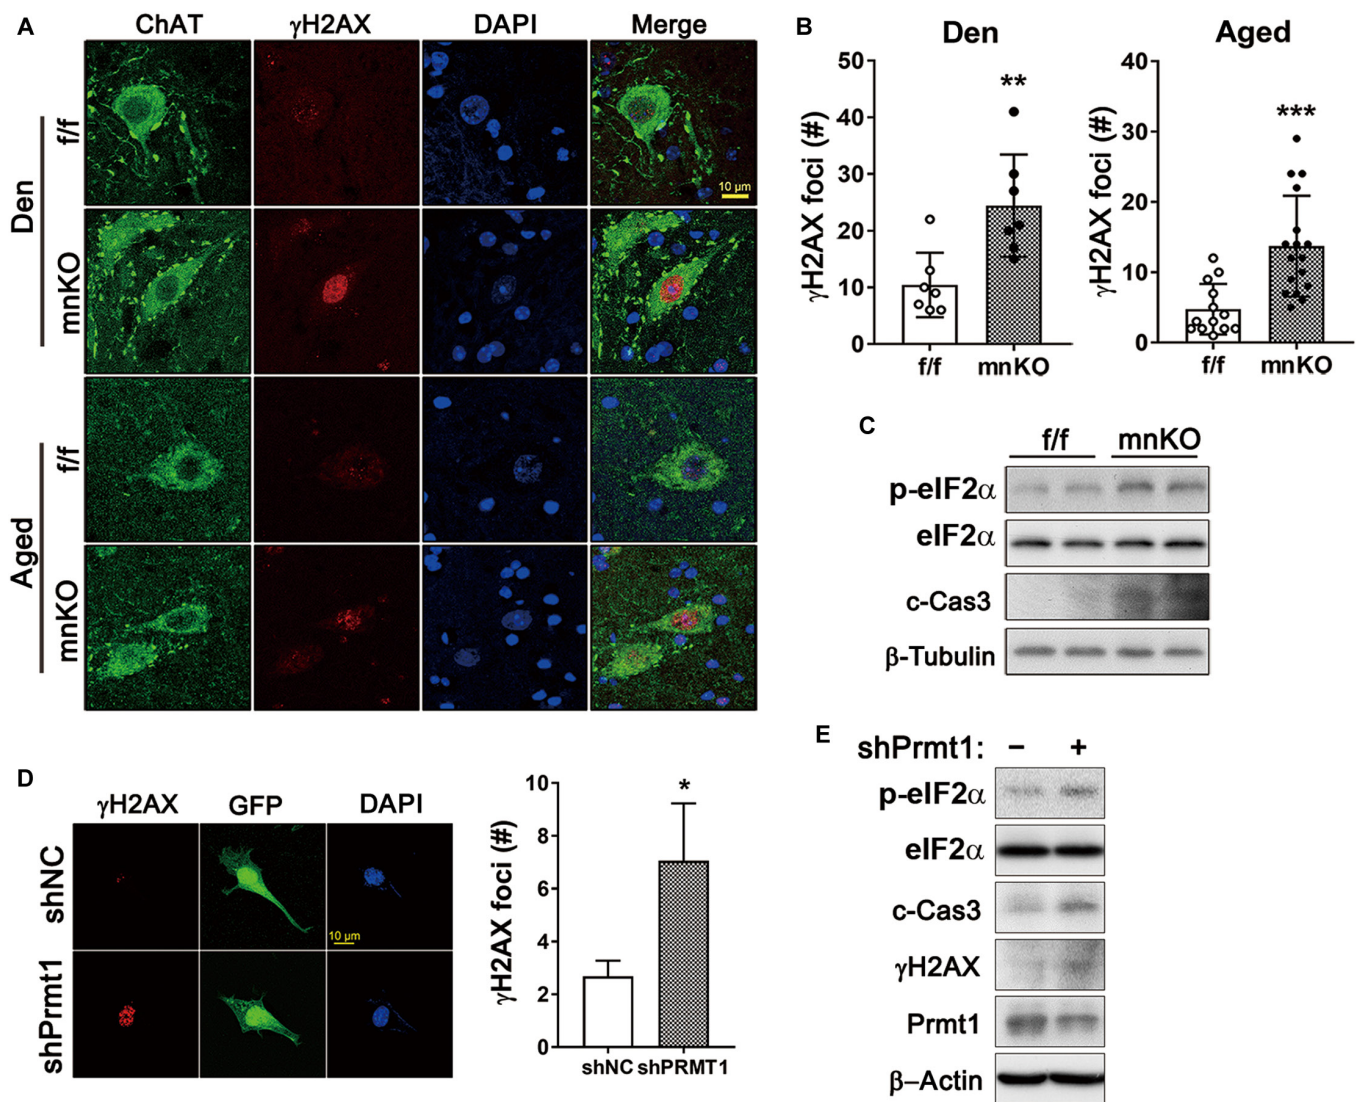 A
ChAT γH2AX DAPI Merge
Den
f/f
10 µm
mnKO
Aged
f/f
mnKO
B
Den
γH2AX foci (#)
50
40
30
20
10
0
**
f/f mnKO
Aged
γH2AX foci (#)
40
30
20
10
0
***
f/f mnKO
C
f/f mnKO
p-eIF2α
eIF2α
c-Cas3
β-Tubulin
D
γH2AX GFP DAPI
shNC
10 µm
shPrmt1
γH2AX foci (#)
10
8
6
4
2
0
*
shNC shPRMT1
E
shPrmt1: − +
p-eIF2α
eIF2α
c-Cas3
γH2AX
Prmt1
β–Actin